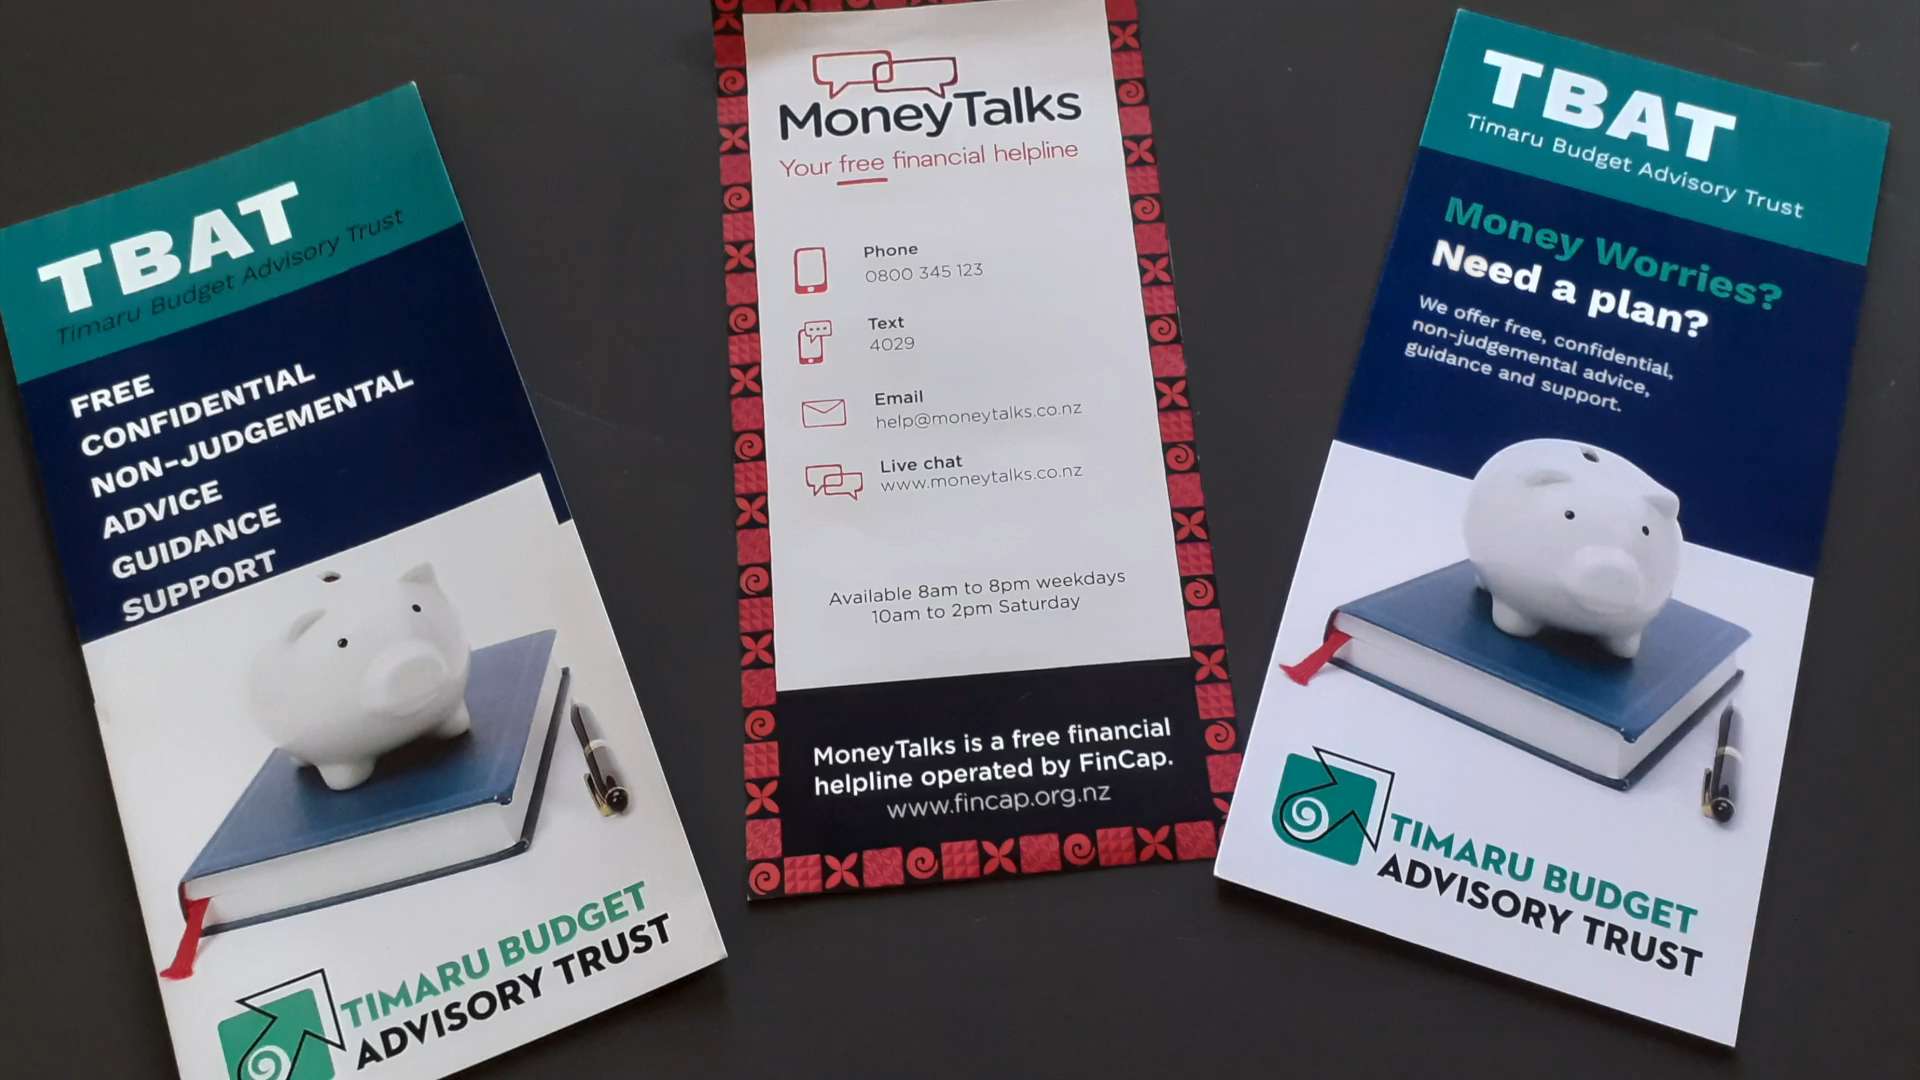 TBAT
Timaru Budget Advisory Trust
FREE
CONFIDENTIAL
NON-JUDGEMENTAL
ADVICE
GUIDANCE
SUPPORT
TIMARU BUDGET
ADVISORY TRUST
MoneyTalks
Your free financial helpline
Phone
0800 345 123
Text
4029
Email
help@moneytalks.co.nz
Live chat
www.moneytalks.co.nz
Available 8am to 8pm weekdays
10am to 2pm Saturday
MoneyTalks is a free financial
helpline operated by FinCap.
www.fincap.org.nz
TBAT
Timaru Budget Advisory Trust
Money Worries?
Need a plan?
We offer free, confidential,
non-judgemental advice,
guidance and support.
TIMARU BUDGET
ADVISORY TRUST